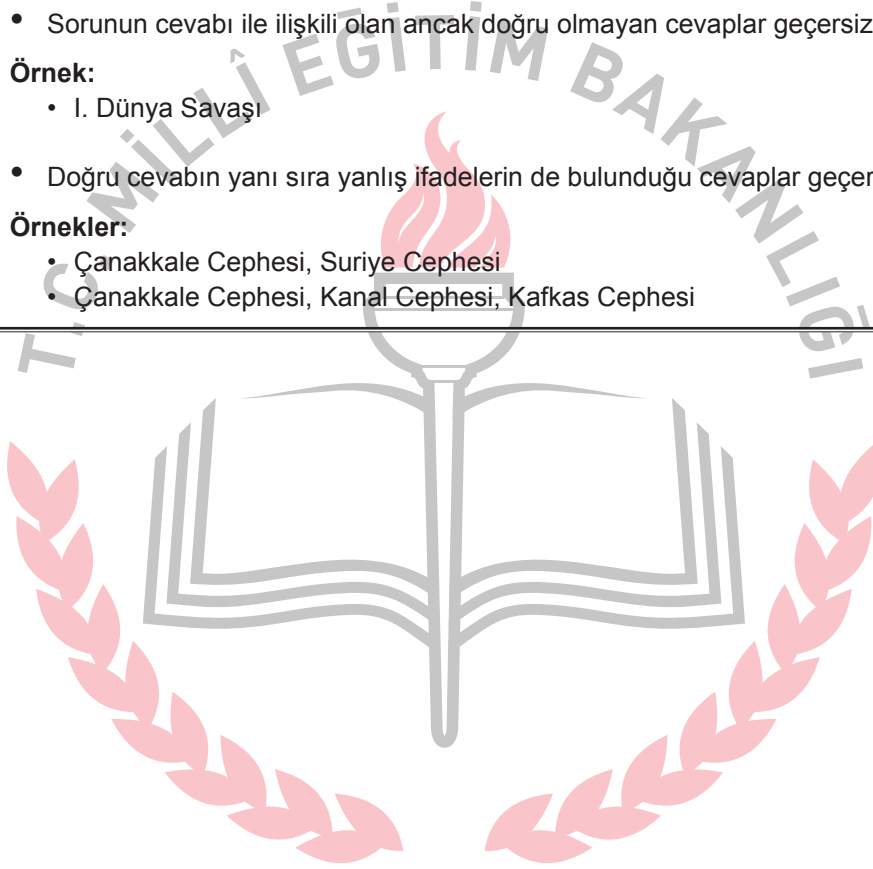 • Sorunun cevabı ile ilişkili olan ancak doğru olmayan cevaplar geçersiz
Örnek:
• I. Dünya Savaşı
• Doğru cevabın yanı sıra yanlış ifadelerin de bulunduğu cevaplar
Örnekler:
• Çanakkale Cephesi, Suriye Cephesi
• Çanakkale Cephesi, Kanal Cephesi, Kafkas Cephesi
T.C. MİLLÎ EĞİTİM BAKANLIĞI